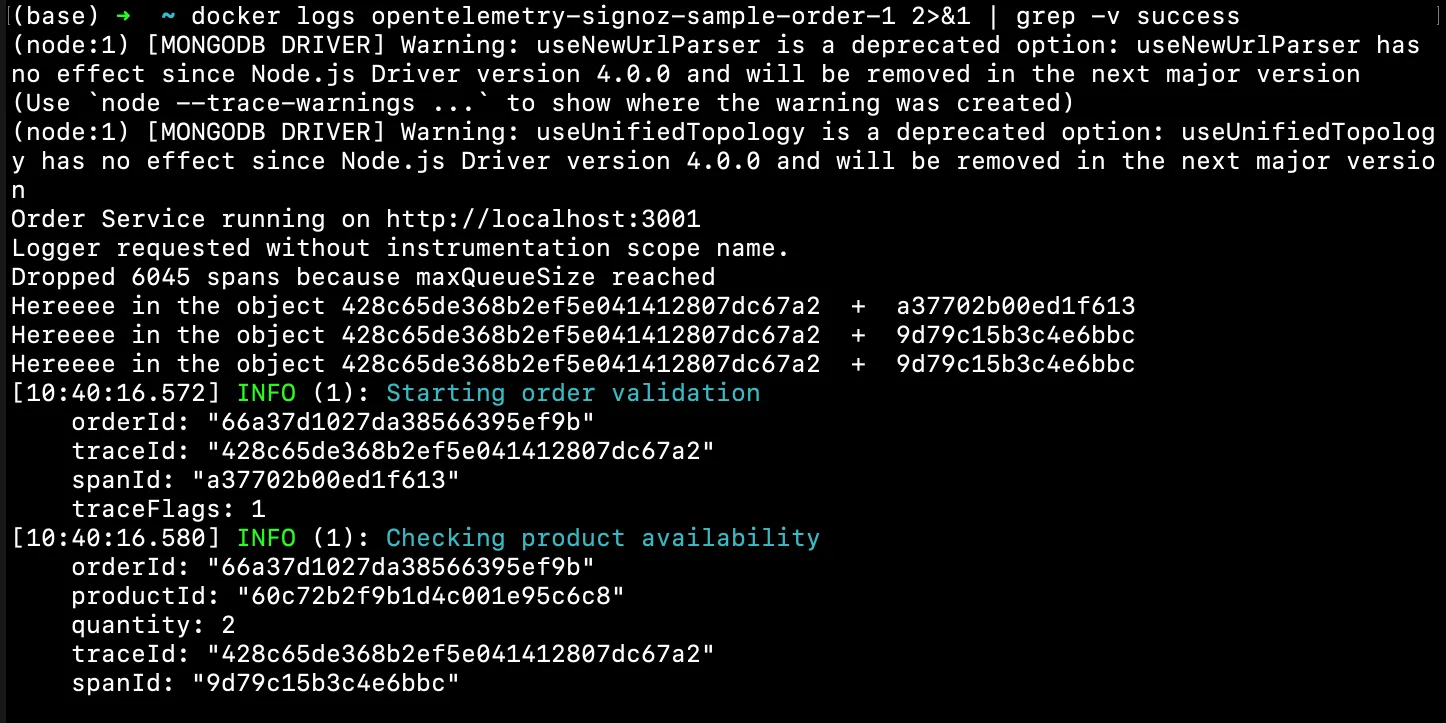 (base) ➜  ~ docker logs opentelemetry-signoz-sample-order-1 2>&1 | grep -v success
(node:1) [MONGODB DRIVER] Warning: useNewUrlParser is a deprecated option: useNewUrlParser has
no effect since Node.js Driver version 4.0.0 and will be removed in the next major version
(Use `node --trace-warnings ...` to show where the warning was created)
(node:1) [MONGODB DRIVER] Warning: useUnifiedTopology is a deprecated option: useUnifiedTopolog
y has no effect since Node.js Driver version 4.0.0 and will be removed in the next major versio
n
Order Service running on http://localhost:3001
Logger requested without instrumentation scope name.
Dropped 6045 spans because maxQueueSize reached
Hereeee in the object 428c65de368b2ef5e041412807dc67a2  +  a37702b00ed1f613
Hereeee in the object 428c65de368b2ef5e041412807dc67a2  +  9d79c15b3c4e6bbc
Hereeee in the object 428c65de368b2ef5e041412807dc67a2  +  9d79c15b3c4e6bbc
[10:40:16.572] INFO (1): Starting order validation
    orderId: "66a37d1027da38566395ef9b"
    traceId: "428c65de368b2ef5e041412807dc67a2"
    spanId: "a37702b00ed1f613"
    traceFlags: 1
[10:40:16.580] INFO (1): Checking product availability
    orderId: "66a37d1027da38566395ef9b"
    productId: "60c72b2f9b1d4c001e95c6c8"
    quantity: 2
    traceId: "428c65de368b2ef5e041412807dc67a2"
    spanId: "9d79c15b3c4e6bbc"